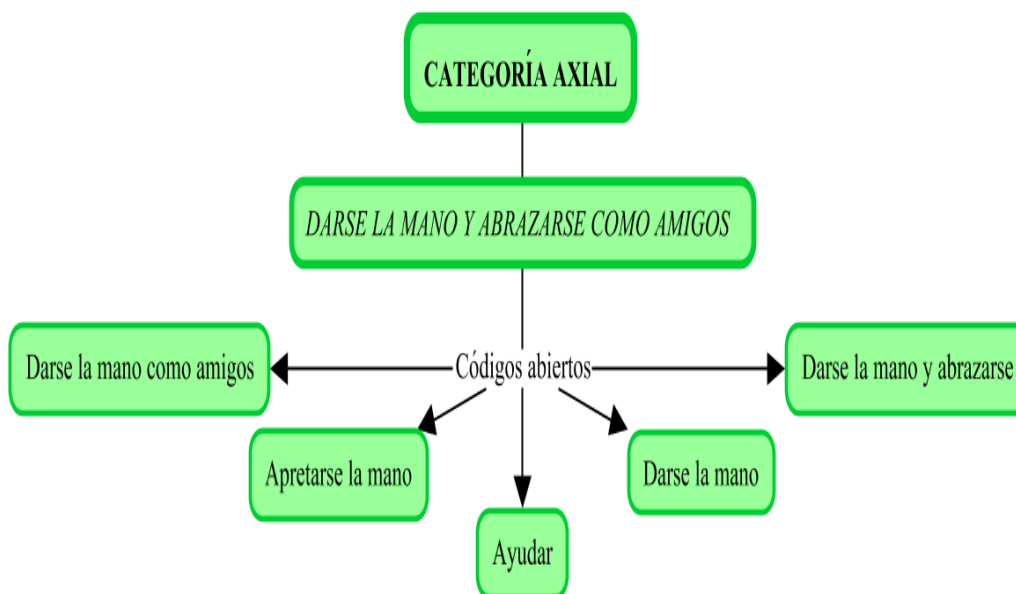 CATEGORÍA AXIAL
DARSE LA MANO Y ABRAZARSE COMO AMIGOS
Códigos abiertos
Darse la mano como amigos
Darse la mano y abrazarse
Apretarse la mano
Darse la mano
Ayudar